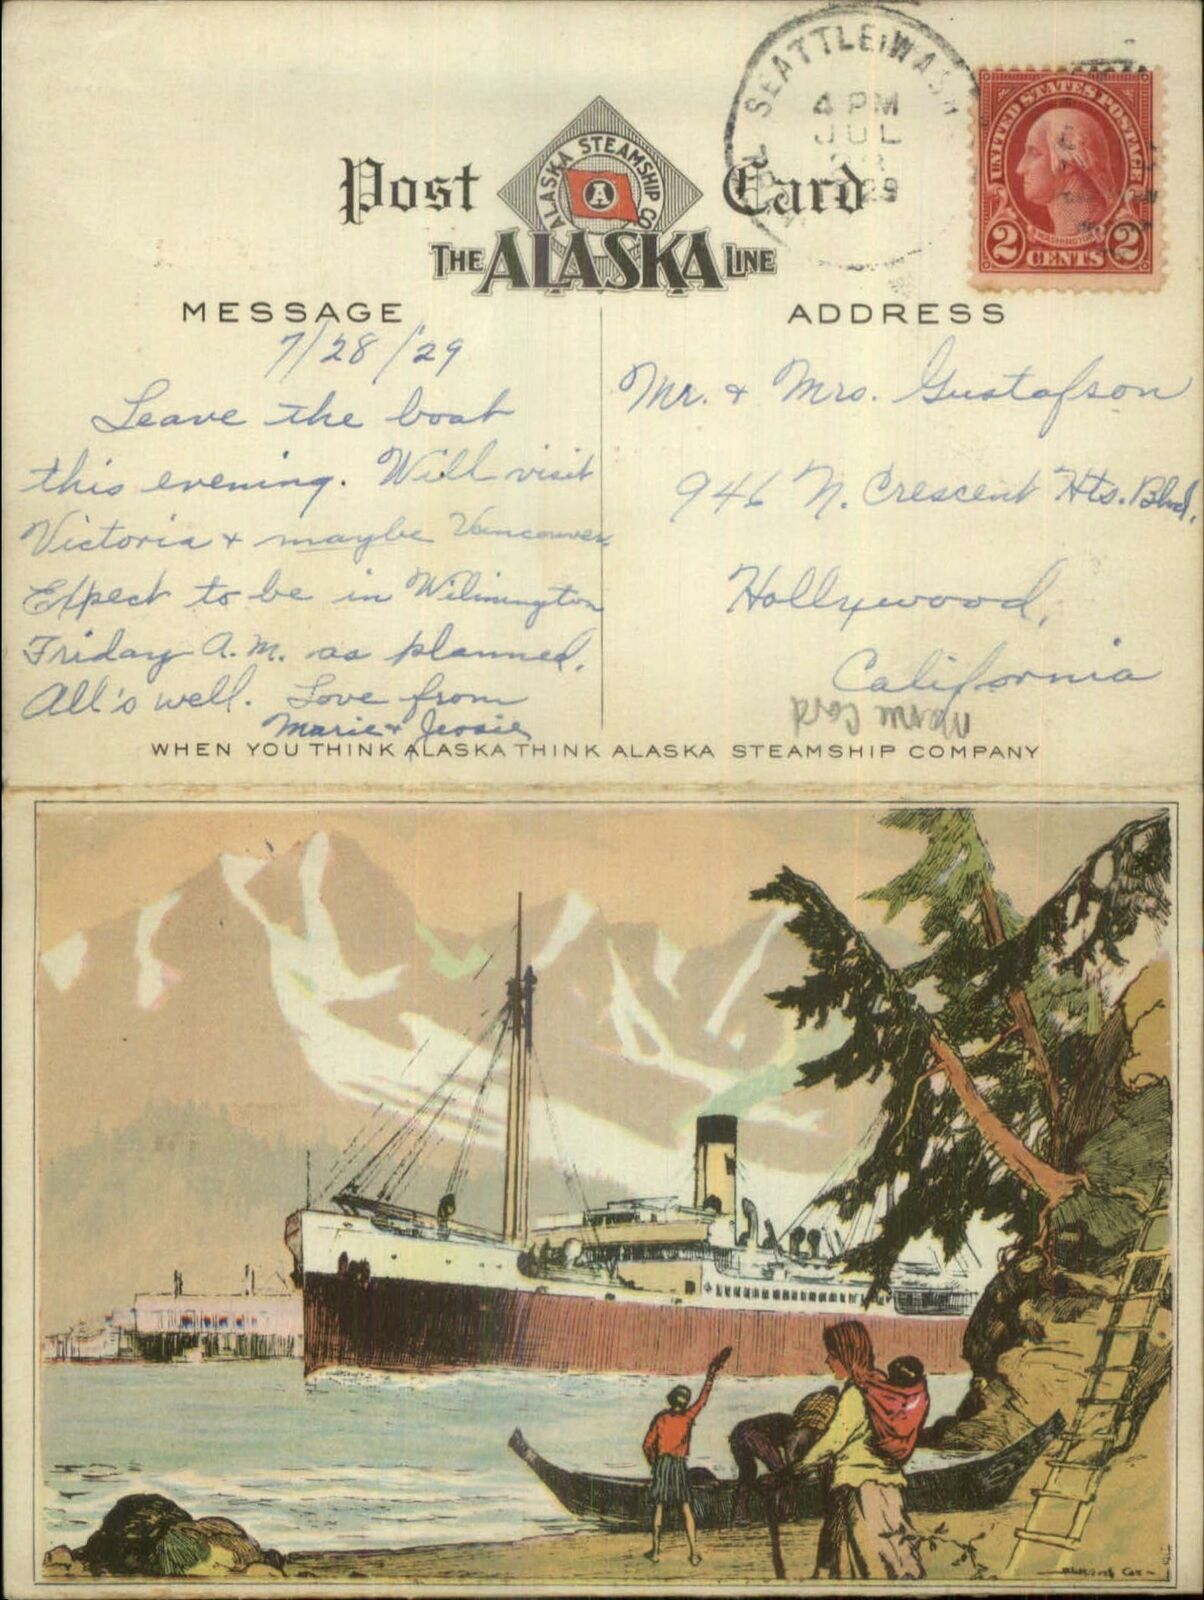 SEATTLE, WASH
4 PM
JUL
28
29
UNITED STATES POSTAGE
WASHINGTON
2 CENTS 2
Post Card
ALASKA STEAMSHIP CO
A
THE ALASKA LINE
MESSAGE
ADDRESS
7/28/'29
Leave the boat
this evening. Will visit
Victoria + maybe Vancouver.
Expect to be in Wilmington
Friday A.M. as planned.
All's well. Love from
Marie + Jessie
Mr. & Mrs. Gustafson
946 N. Crescent Hts. Blvd,
Hollywood,
California
WHEN YOU THINK ALASKA THINK ALASKA STEAMSHIP COMPANY